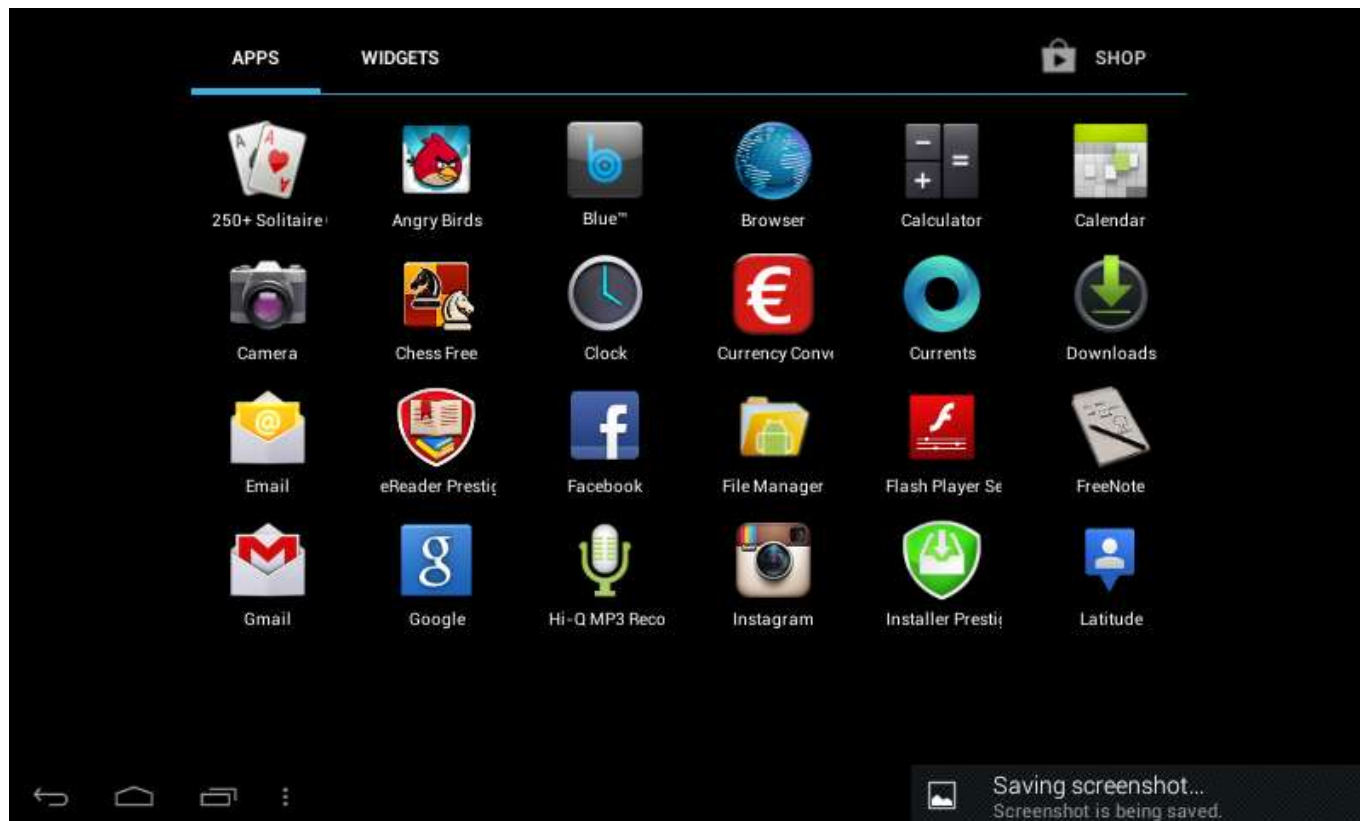 APPS WIDGETS SHOP
250+ Solitaire Angry Birds Blue™ Browser Calculator Calendar
Camera Chess Free Clock Currency Conv Currents Downloads
Email eReader Prestig Facebook File Manager Flash Player Se FreeNote
Gmail Google Hi-Q MP3 Reco Instagram Installer Prestig Latitude
Saving screenshot...
Screenshot is being saved.